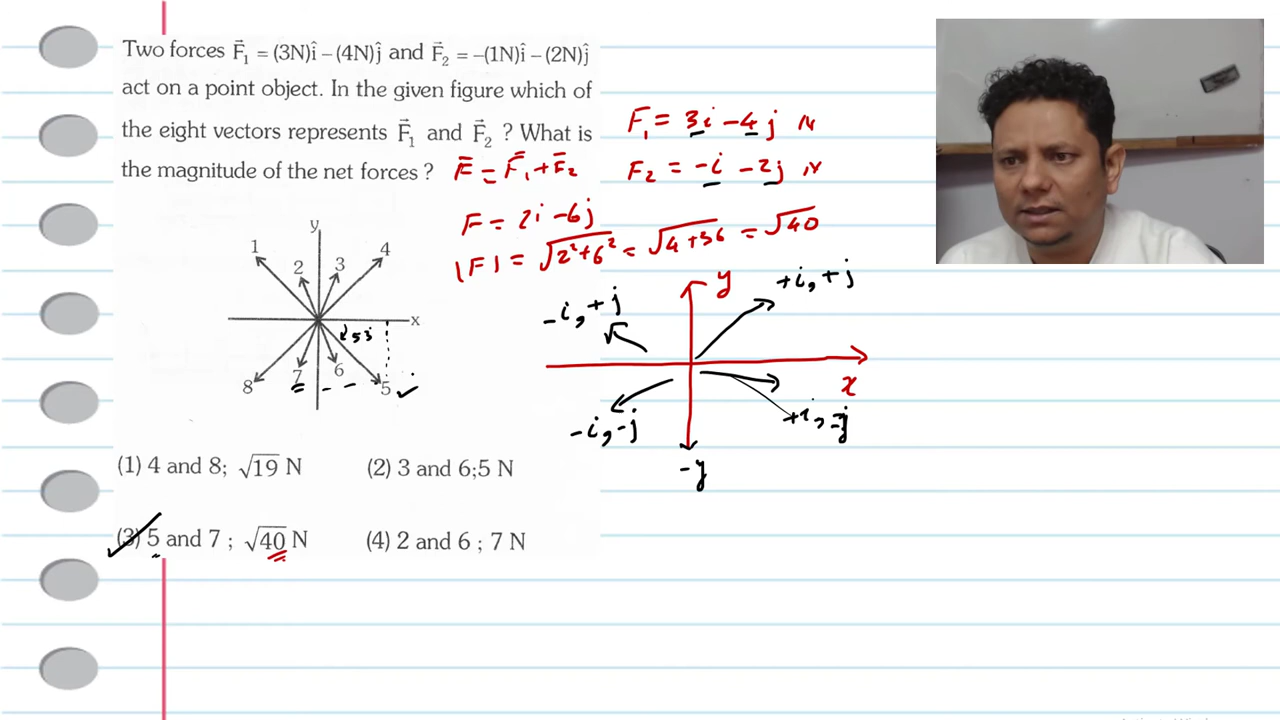 Two forces F⃗₁ = (3N)î – (4N)ĵ and F⃗₂ = –(1N)î – (2N)ĵ
act on a point object. In the given figure which of
the eight vectors represents F⃗₁ and F⃗₂ ? What is
the magnitude of the net forces ?
F̄ = F̄₁ + F̄₂
F = 2i - 6j
|F| = √2²+6² = √4+36 = √40
F₁ = 3i - 4j N
F₂ = -i - 2j N
y
1
2
3
4
x
53
8
7
6
5
y
+i, +j
-i, +j
x
-i, -j
+i, -j
-y
(1) 4 and 8; √19 N
(2) 3 and 6;5 N
(3) 5 and 7 ; √40 N
(4) 2 and 6 ; 7 N